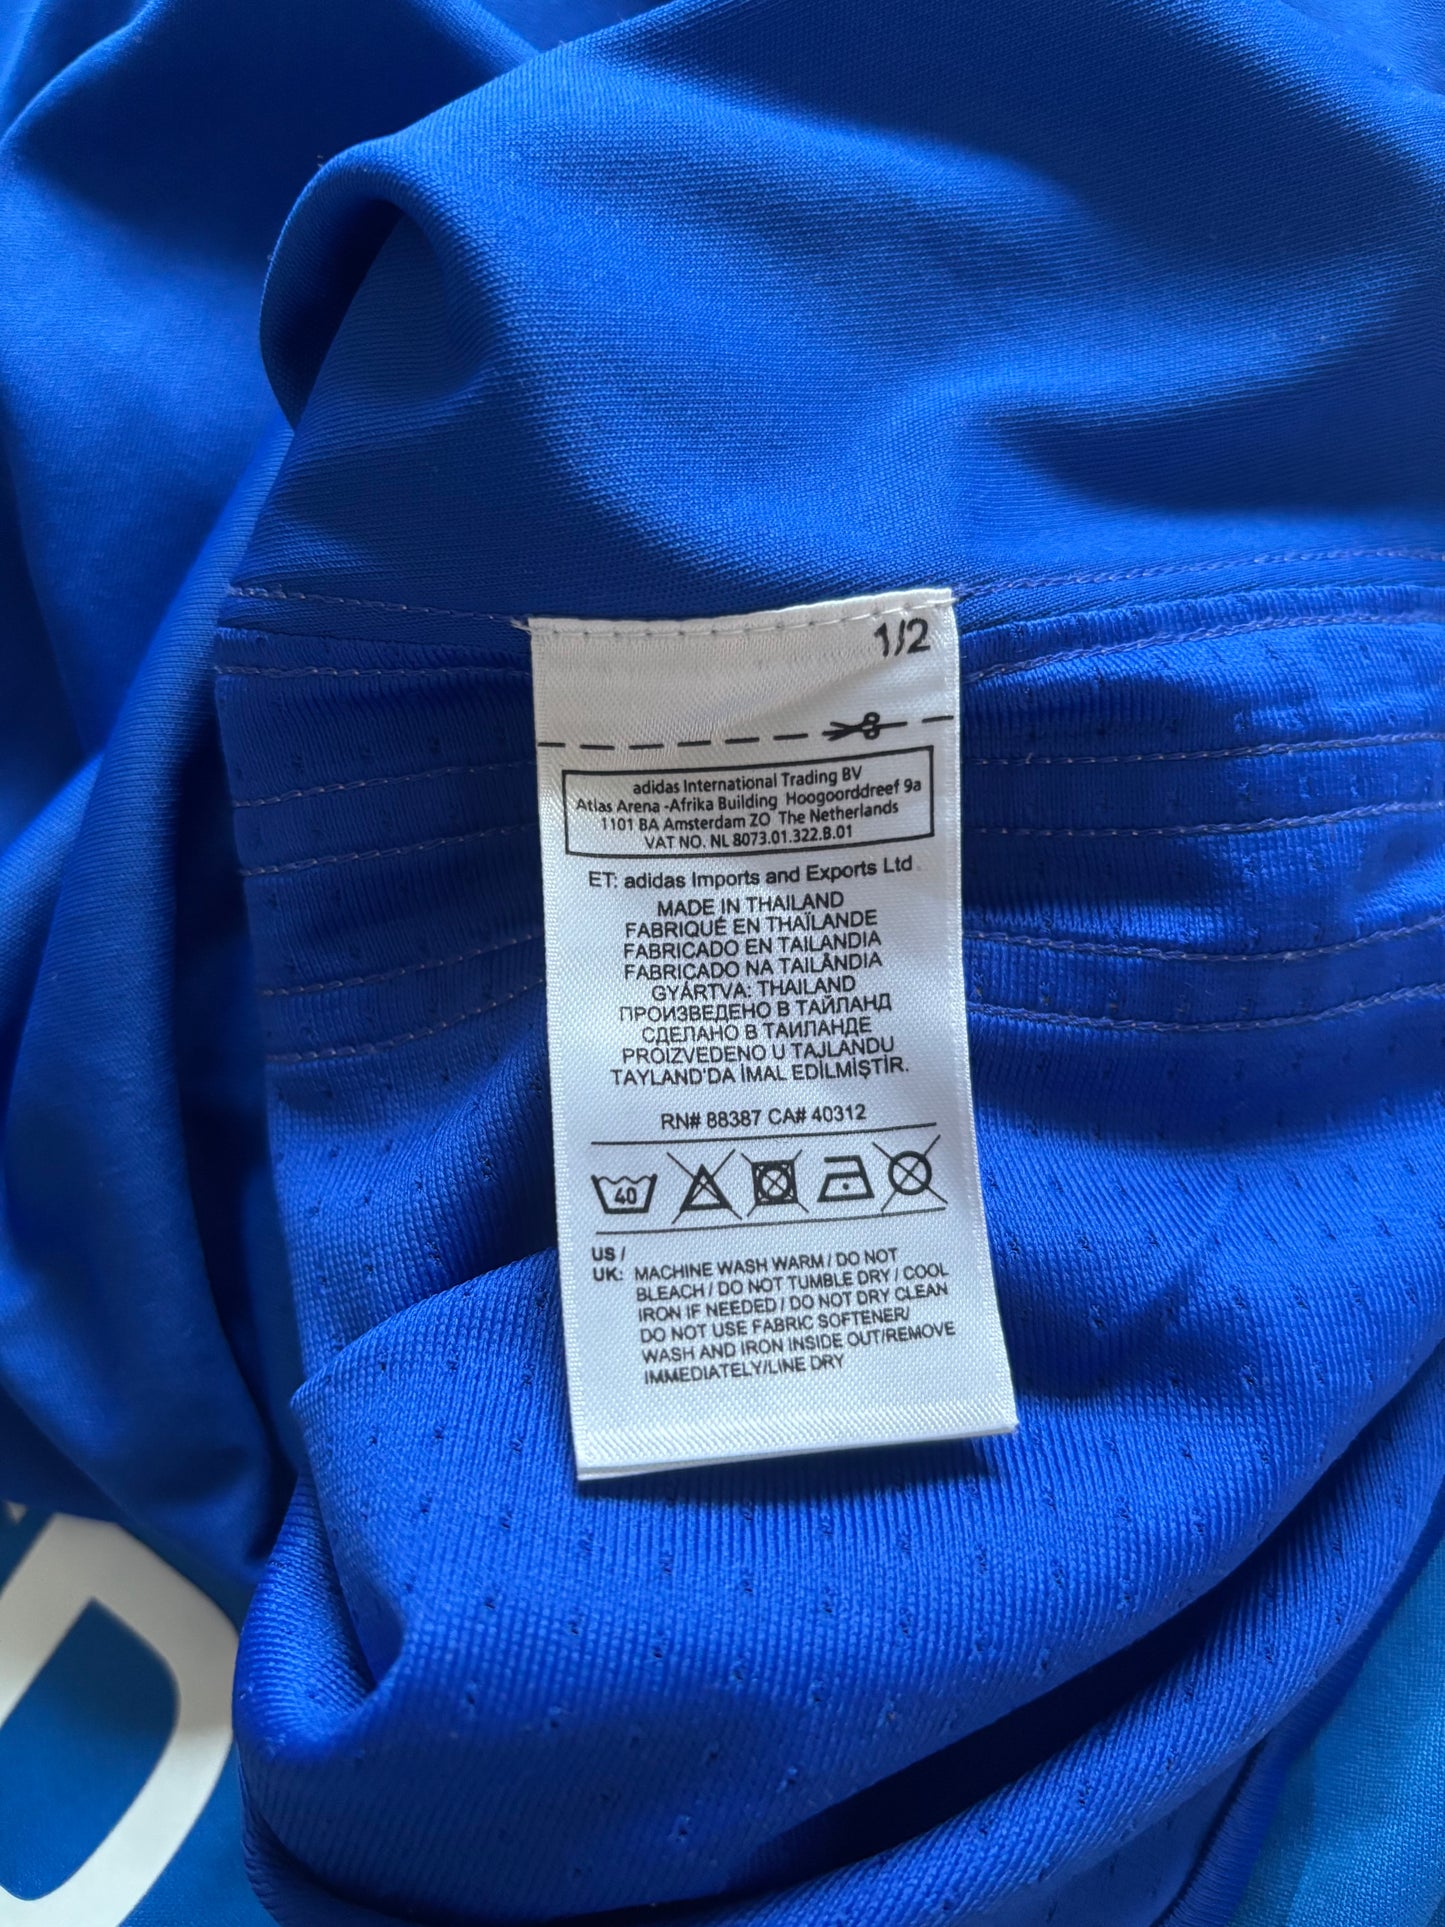 1/2
adidas International Trading BV
Atlas Arena -Afrika Building Hoogoorddreef 9a
1101 BA Amsterdam ZO The Netherlands
VAT NO. NL 8073.01.322.B.01
ET: adidas Imports and Exports Ltd
MADE IN THAILAND
FABRIQUÉ EN THAÏLANDE
FABRICADO EN TAILANDIA
FABRICADO NA TAILÂNDIA
GYÁRTVA: THAILAND
ПРОИЗВЕДЕНО В ТАЙЛАНД
СДЕЛАНО В ТАИЛАНДЕ
PROIZVEDENO U TAJLANDU
TAYLAND'DA İMAL EDİLMİŞTİR.
RN# 88387 CA# 40312
40
US /
UK: MACHINE WASH WARM / DO NOT
BLEACH / DO NOT TUMBLE DRY / COOL
IRON IF NEEDED / DO NOT DRY CLEAN
DO NOT USE FABRIC SOFTENER/
WASH AND IRON INSIDE OUT/REMOVE
IMMEDIATELY/LINE DRY